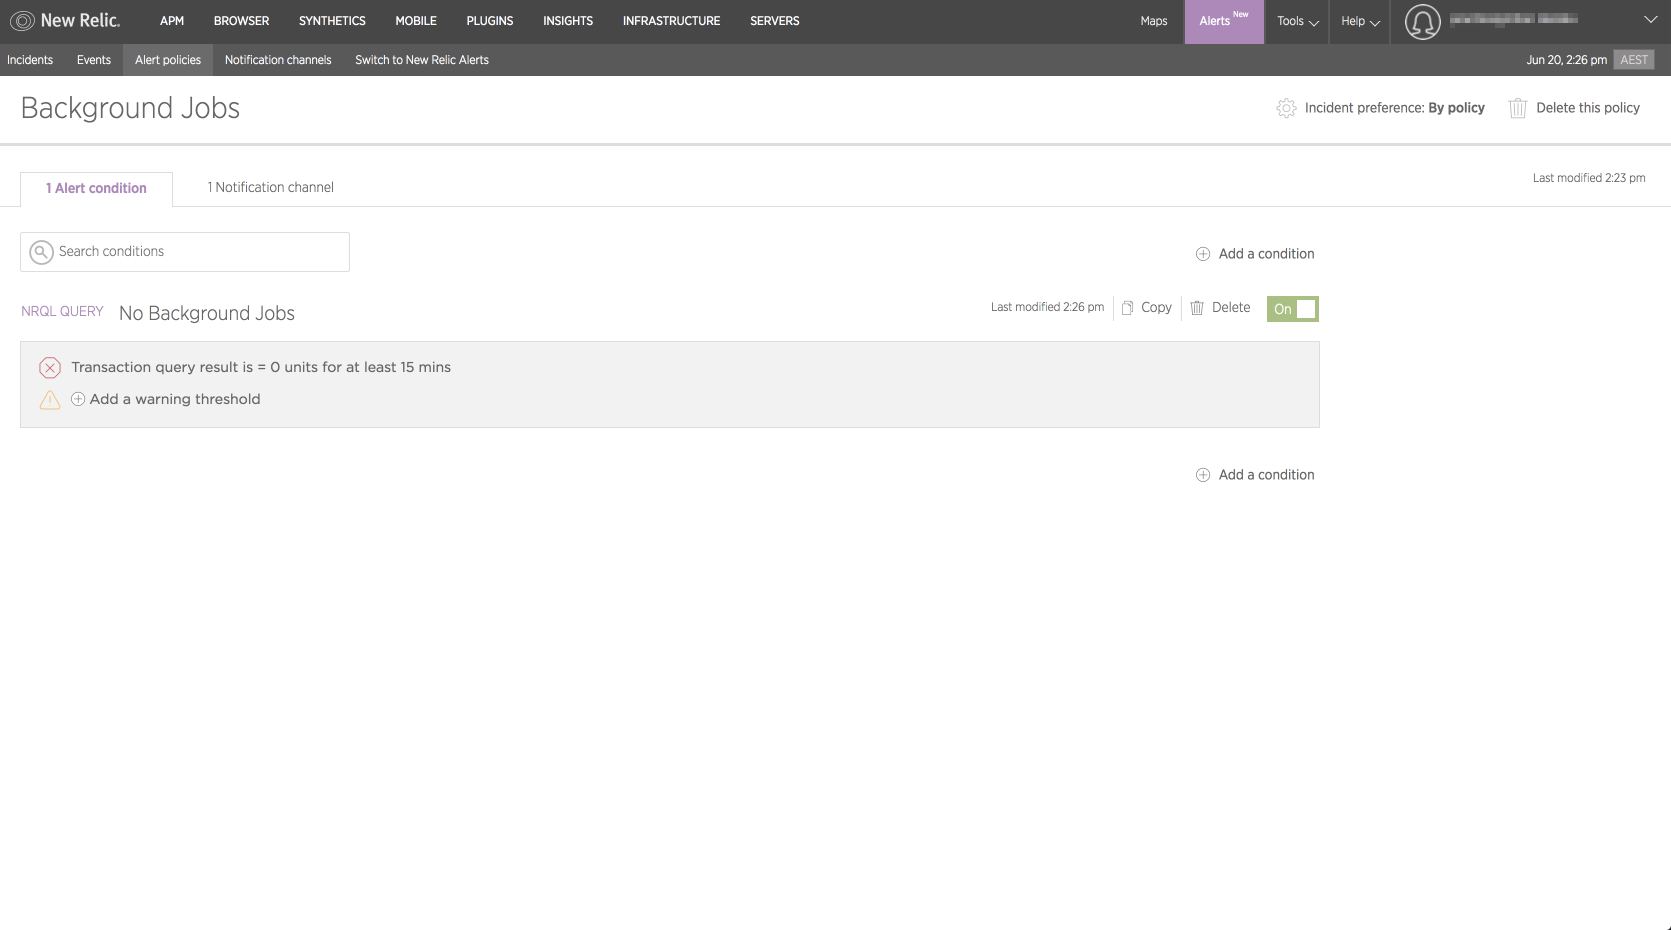 New Relic. APM BROWSER SYNTHETICS MOBILE PLUGINS INSIGHTS INFRASTRUCTURE SERVERS Maps Alerts New Tools Help
Incidents Events Alert policies Notification channels Switch to New Relic Alerts Jun 20, 2:26 pm AEST
Background Jobs Incident preference: By policy Delete this policy
1 Alert condition 1 Notification channel Last modified 2:23 pm
Search conditions Add a condition
NRQL QUERY No Background Jobs Last modified 2:26 pm Copy Delete On
Transaction query result is = 0 units for at least 15 mins
Add a warning threshold
Add a condition